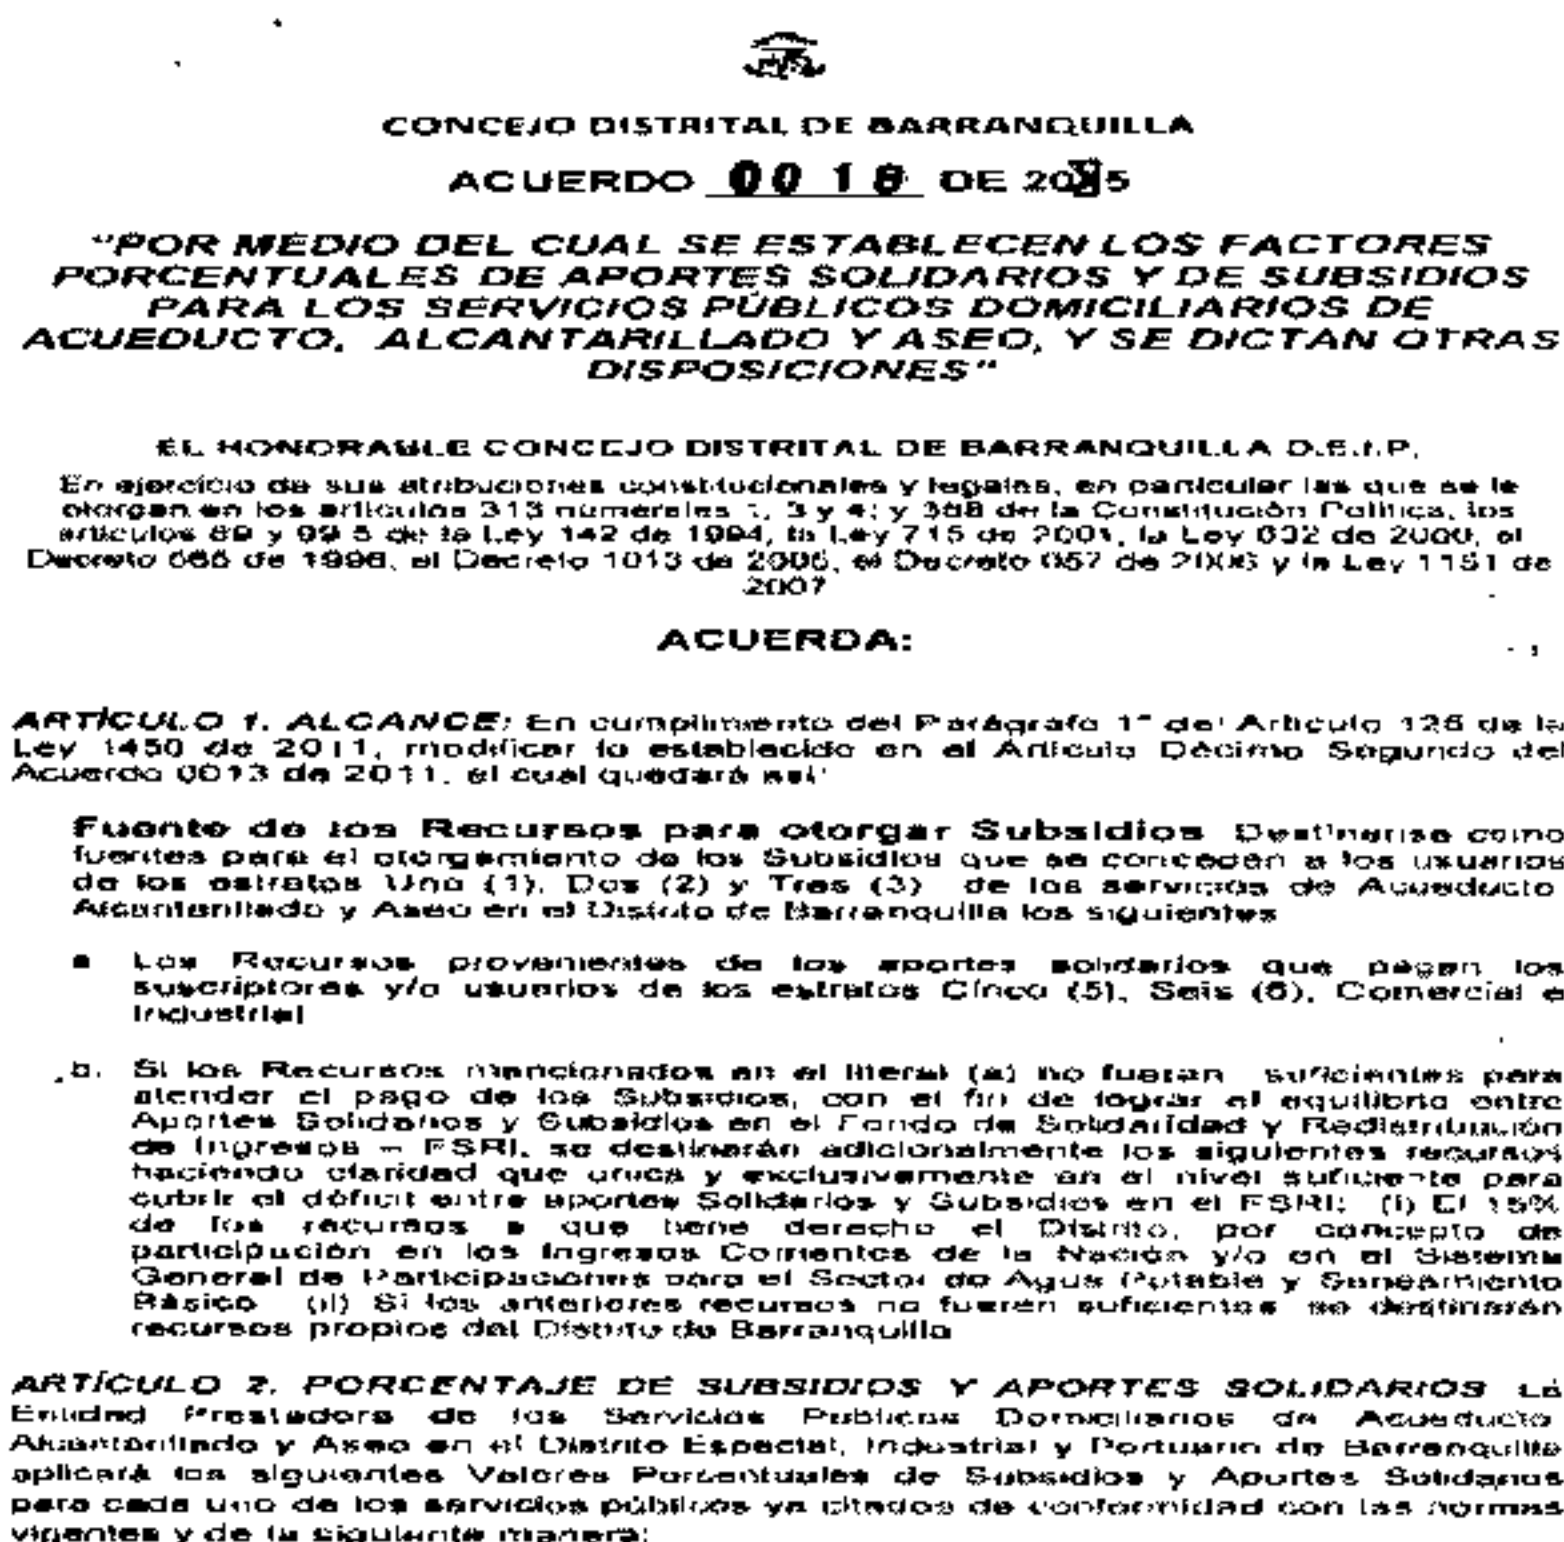 CONCEJO DISTRITAL DE BARRANQUILLA
ACUERDO 0018 DE 20 5
"POR MEDIO DEL CUAL SE ESTABLECEN LOS FACTORES
PORCENTUALES DE APORTES SOLIDARIOS Y DE SUBSIDIOS
PARA LOS SERVICIOS PÚBLICOS DOMICILIARIOS DE
ACUEDUCTO, ALCANTARILLADO Y ASEO, Y SE DICTAN OTRAS
DISPOSICIONES"
EL HONORABLE CONCEJO DISTRITAL DE BARRANQUILLA D.E.I.P.
En ejercicio de sus atribuciones constitucionales y legales, en particular las que se le
otorgan en los artículos 313 numerales 1, 3 y 4; y 368 de la Constitución Política, los
artículos 89 y 99.5 de la Ley 142 de 1994, la Ley 715 de 2001, la Ley 632 de 2000, el
Decreto de 1996, el Decreto 1013 de 2005, el Decreto 057 de 2006 y la Ley 1151 de
2007
ACUERDA:
ARTÍCULO 1. ALCANCE: En cumplimiento del Parágrafo 1° del Artículo 125 de la
Ley 1450 de 2011, modificar lo establecido en el Artículo Décimo Segundo del
Acuerdo 0013 de 2011, el cual quedará así:
Fuente de los Recursos para otorgar Subsidios Destínense como
fuentes para el otorgamiento de los Subsidios que se conceden a los usuarios
de los estratos Uno (1), Dos (2) y Tres (3) de los servicios de Acueducto
Alcantarillado y Aseo en el Distrito de Barranquilla los siguientes
a Los Recursos provenientes de los aportes solidarios que pagan los
suscriptores y/o usuarios de los estratos Cinco (5), Seis (6), Comercial e
Industrial
b. Si los Recursos mencionados en el literal (a) no fueran suficientes para
atender el pago de los Subsidios, con el fin de lograr el equilibrio entre
Aportes Solidarios y Subsidios en el Fondo de Solidaridad y Redistribución
de Ingresos – FSRI, se destinarán adicionalmente los siguientes recursos
haciendo claridad que única y exclusivamente en el nivel suficiente para
cubrir el déficit entre aportes Solidarios y Subsidios en el FSRI: (i) El 15%
de los recursos a que tiene derecho el Distrito, por concepto de
participación en los Ingresos Corrientes de la Nación y/o en el Sistema
General de Participaciones para el Sector de Agua Potable y Saneamiento
Básico (ii) Si los anteriores recursos no fueren suficientes se destinarán
recursos propios del Distrito de Barranquilla
ARTÍCULO 2. PORCENTAJE DE SUBSIDIOS Y APORTES SOLIDARIOS La
Entidad Prestadora de los Servicios Públicos Domiciliarios de Acueducto
Alcantarillado y Aseo en el Distrito Especial, Industrial y Portuario de Barranquilla
aplicará los siguientes Valores Porcentuales de Subsidios y Aportes Solidarios
para cada uno de los servicios públicos ya citados de conformidad con las normas
vigentes y de la siguiente manera: